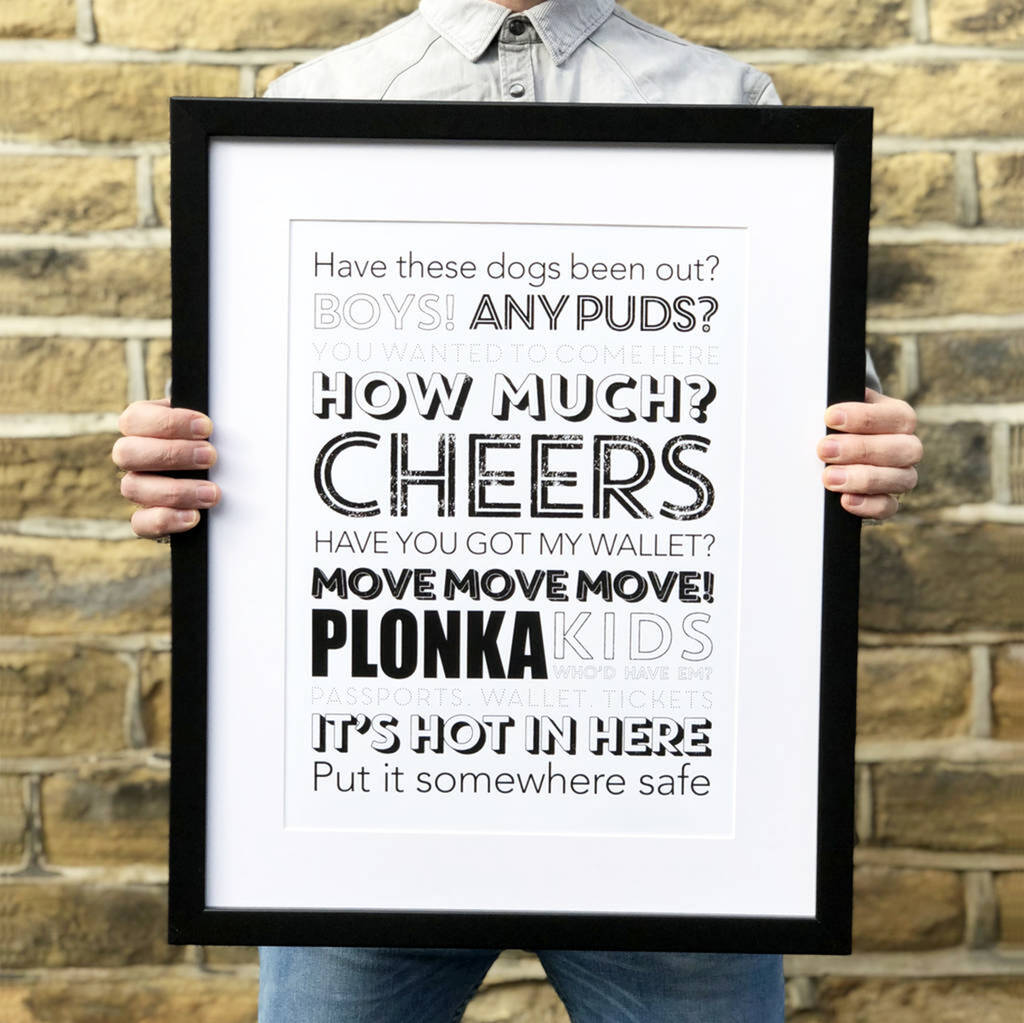 Have these dogs been out?
BOYS! ANY PUDS?
YOU WANTED TO COME HERE
HOW MUCH?
CHEERS
HAVE YOU GOT MY WALLET?
MOVE MOVE MOVE!
PLONKA KIDS
WHO'D HAVE EM?
PASSPORTS. WALLET. TICKETS
IT'S HOT IN HERE
Put it somewhere safe